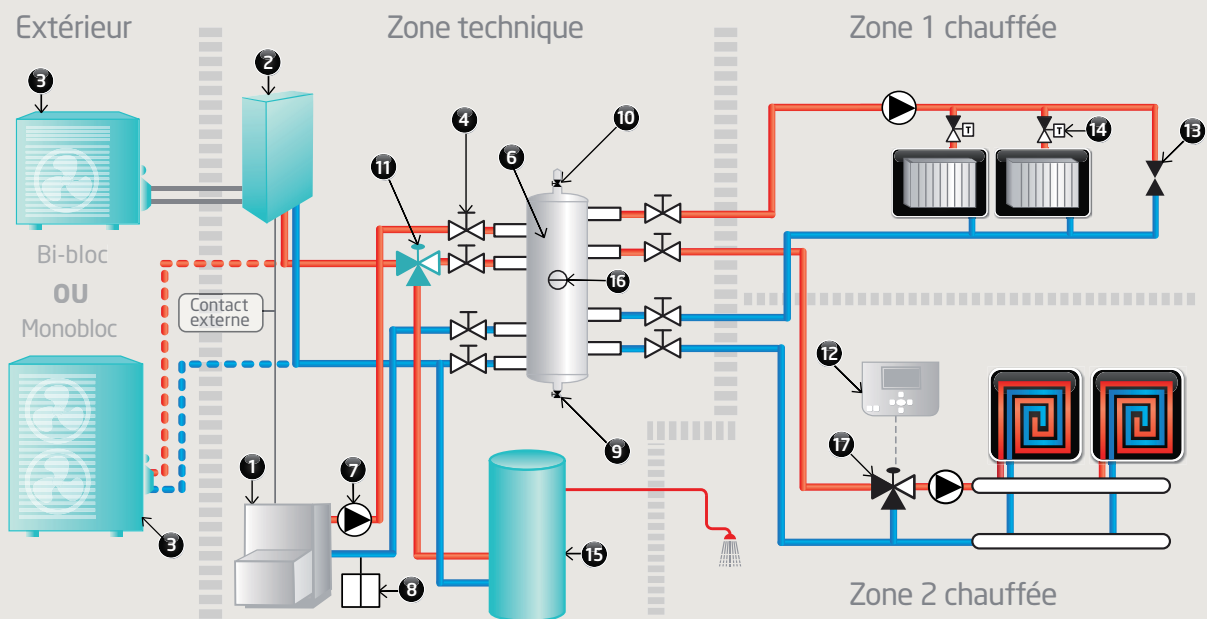 Extérieur
Zone technique
Zone 1 chauffée
2
3
4
10
6
11
14
T
T
13
Bi-bloc
OU
Monobloc
Contact
externe
16
12
9
17
1
7
3
15
8
Zone 2 chauffée